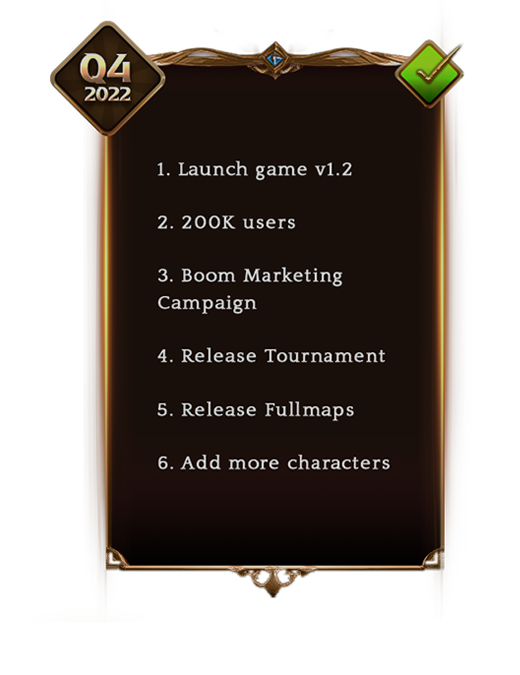 Q4
2022
1. Launch game v1.2
2. 200K users
3. Boom Marketing
Campaign
4. Release Tournament
5. Release Fullmaps
6. Add more characters